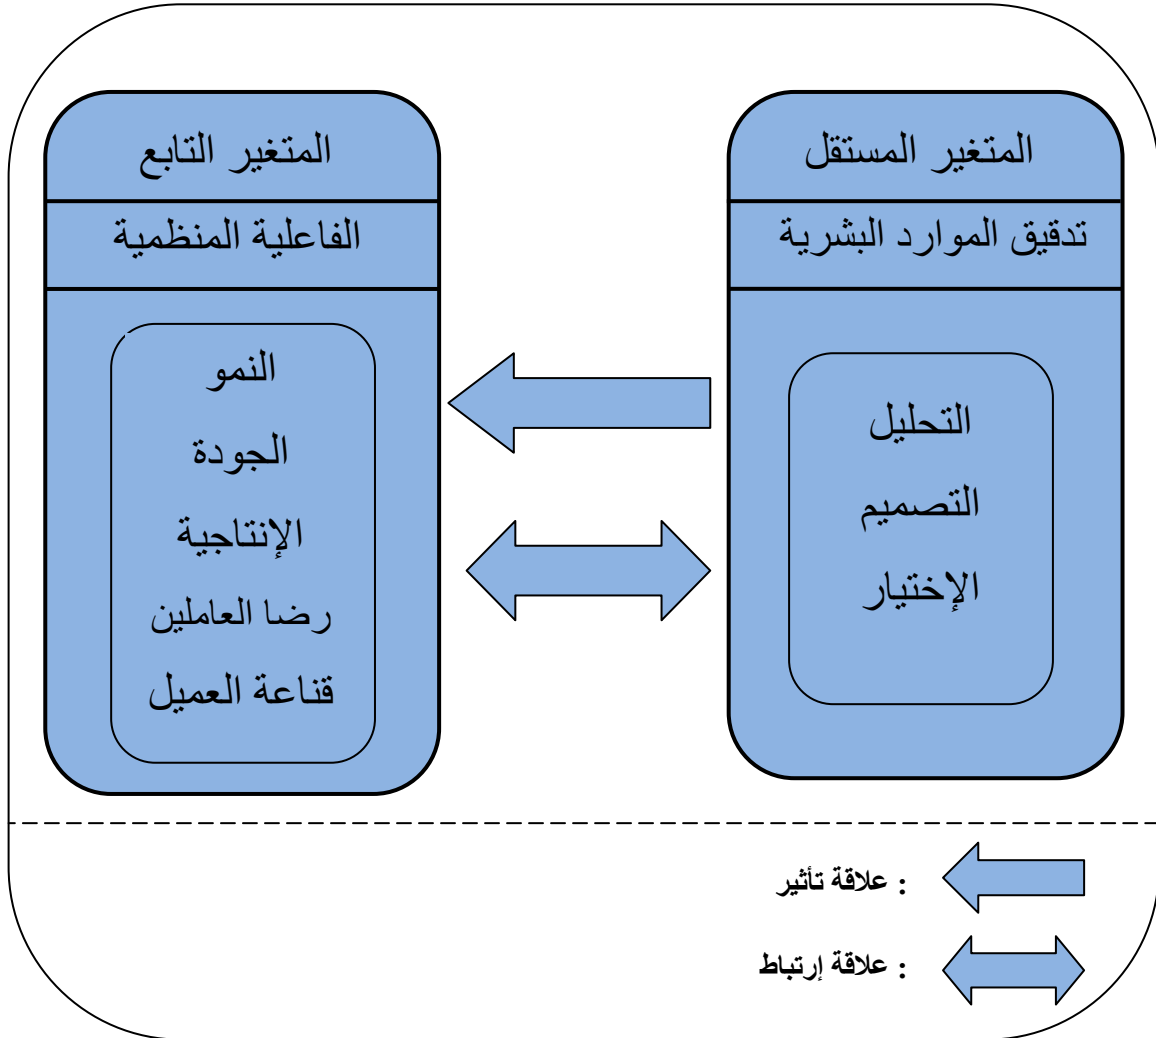 المتغير المستقل
تدقيق الموارد البشرية
التحليل
التصميم
الإختيار
المتغير التابع
الفاعلية المنظمية
النمو
الجودة
الإنتاجية
رضا العاملين
قناعة العميل
: علاقة تأثير
: علاقة إرتباط